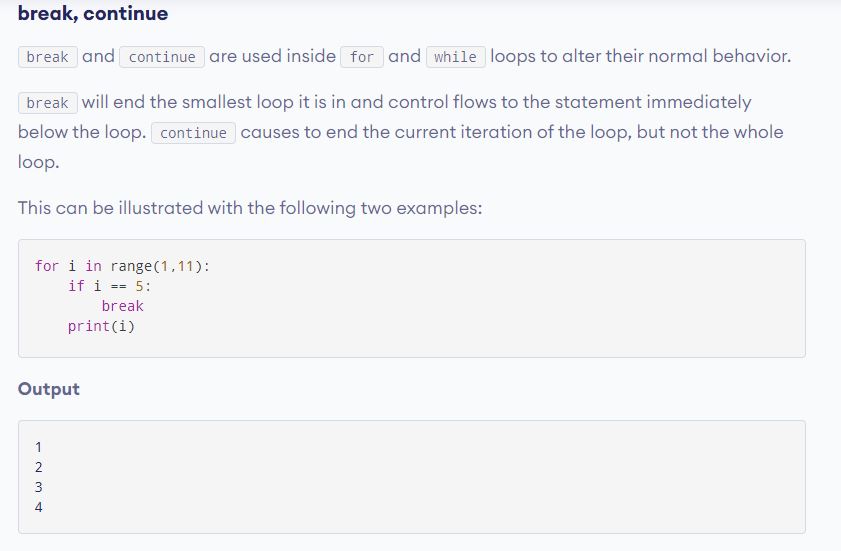 break, continue
break and continue are used inside for and while loops to alter their normal behavior.
break will end the smallest loop it is in and control flows to the statement immediately
below the loop. continue causes to end the current iteration of the loop, but not the whole
loop.
This can be illustrated with the following two examples:
for i in range(1,11):
    if i == 5:
        break
    print(i)
Output
1
2
3
4